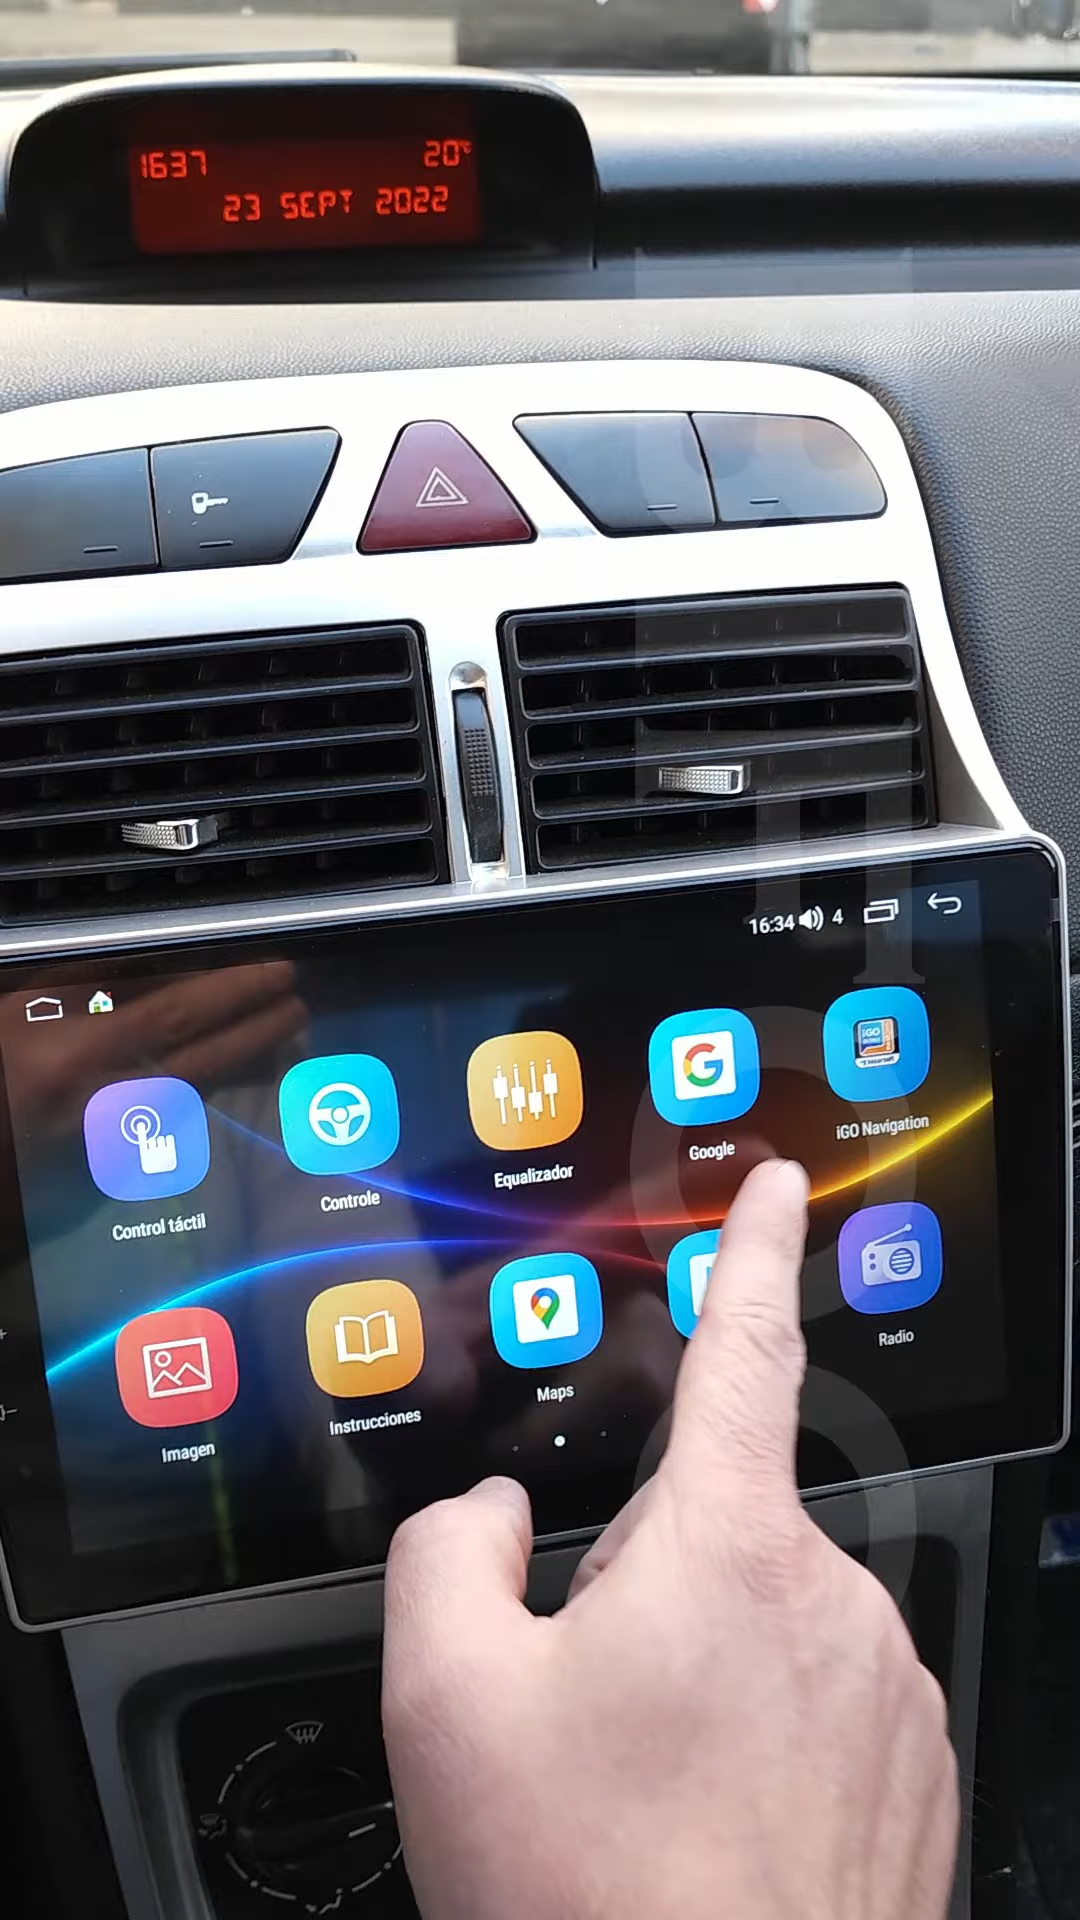 1637 20°C
23 SEPT 2022
16:34 4
Control táctil
Controle
Equalizador
Google
iGO Navigation
Imagen
Instrucciones
Maps
Radio